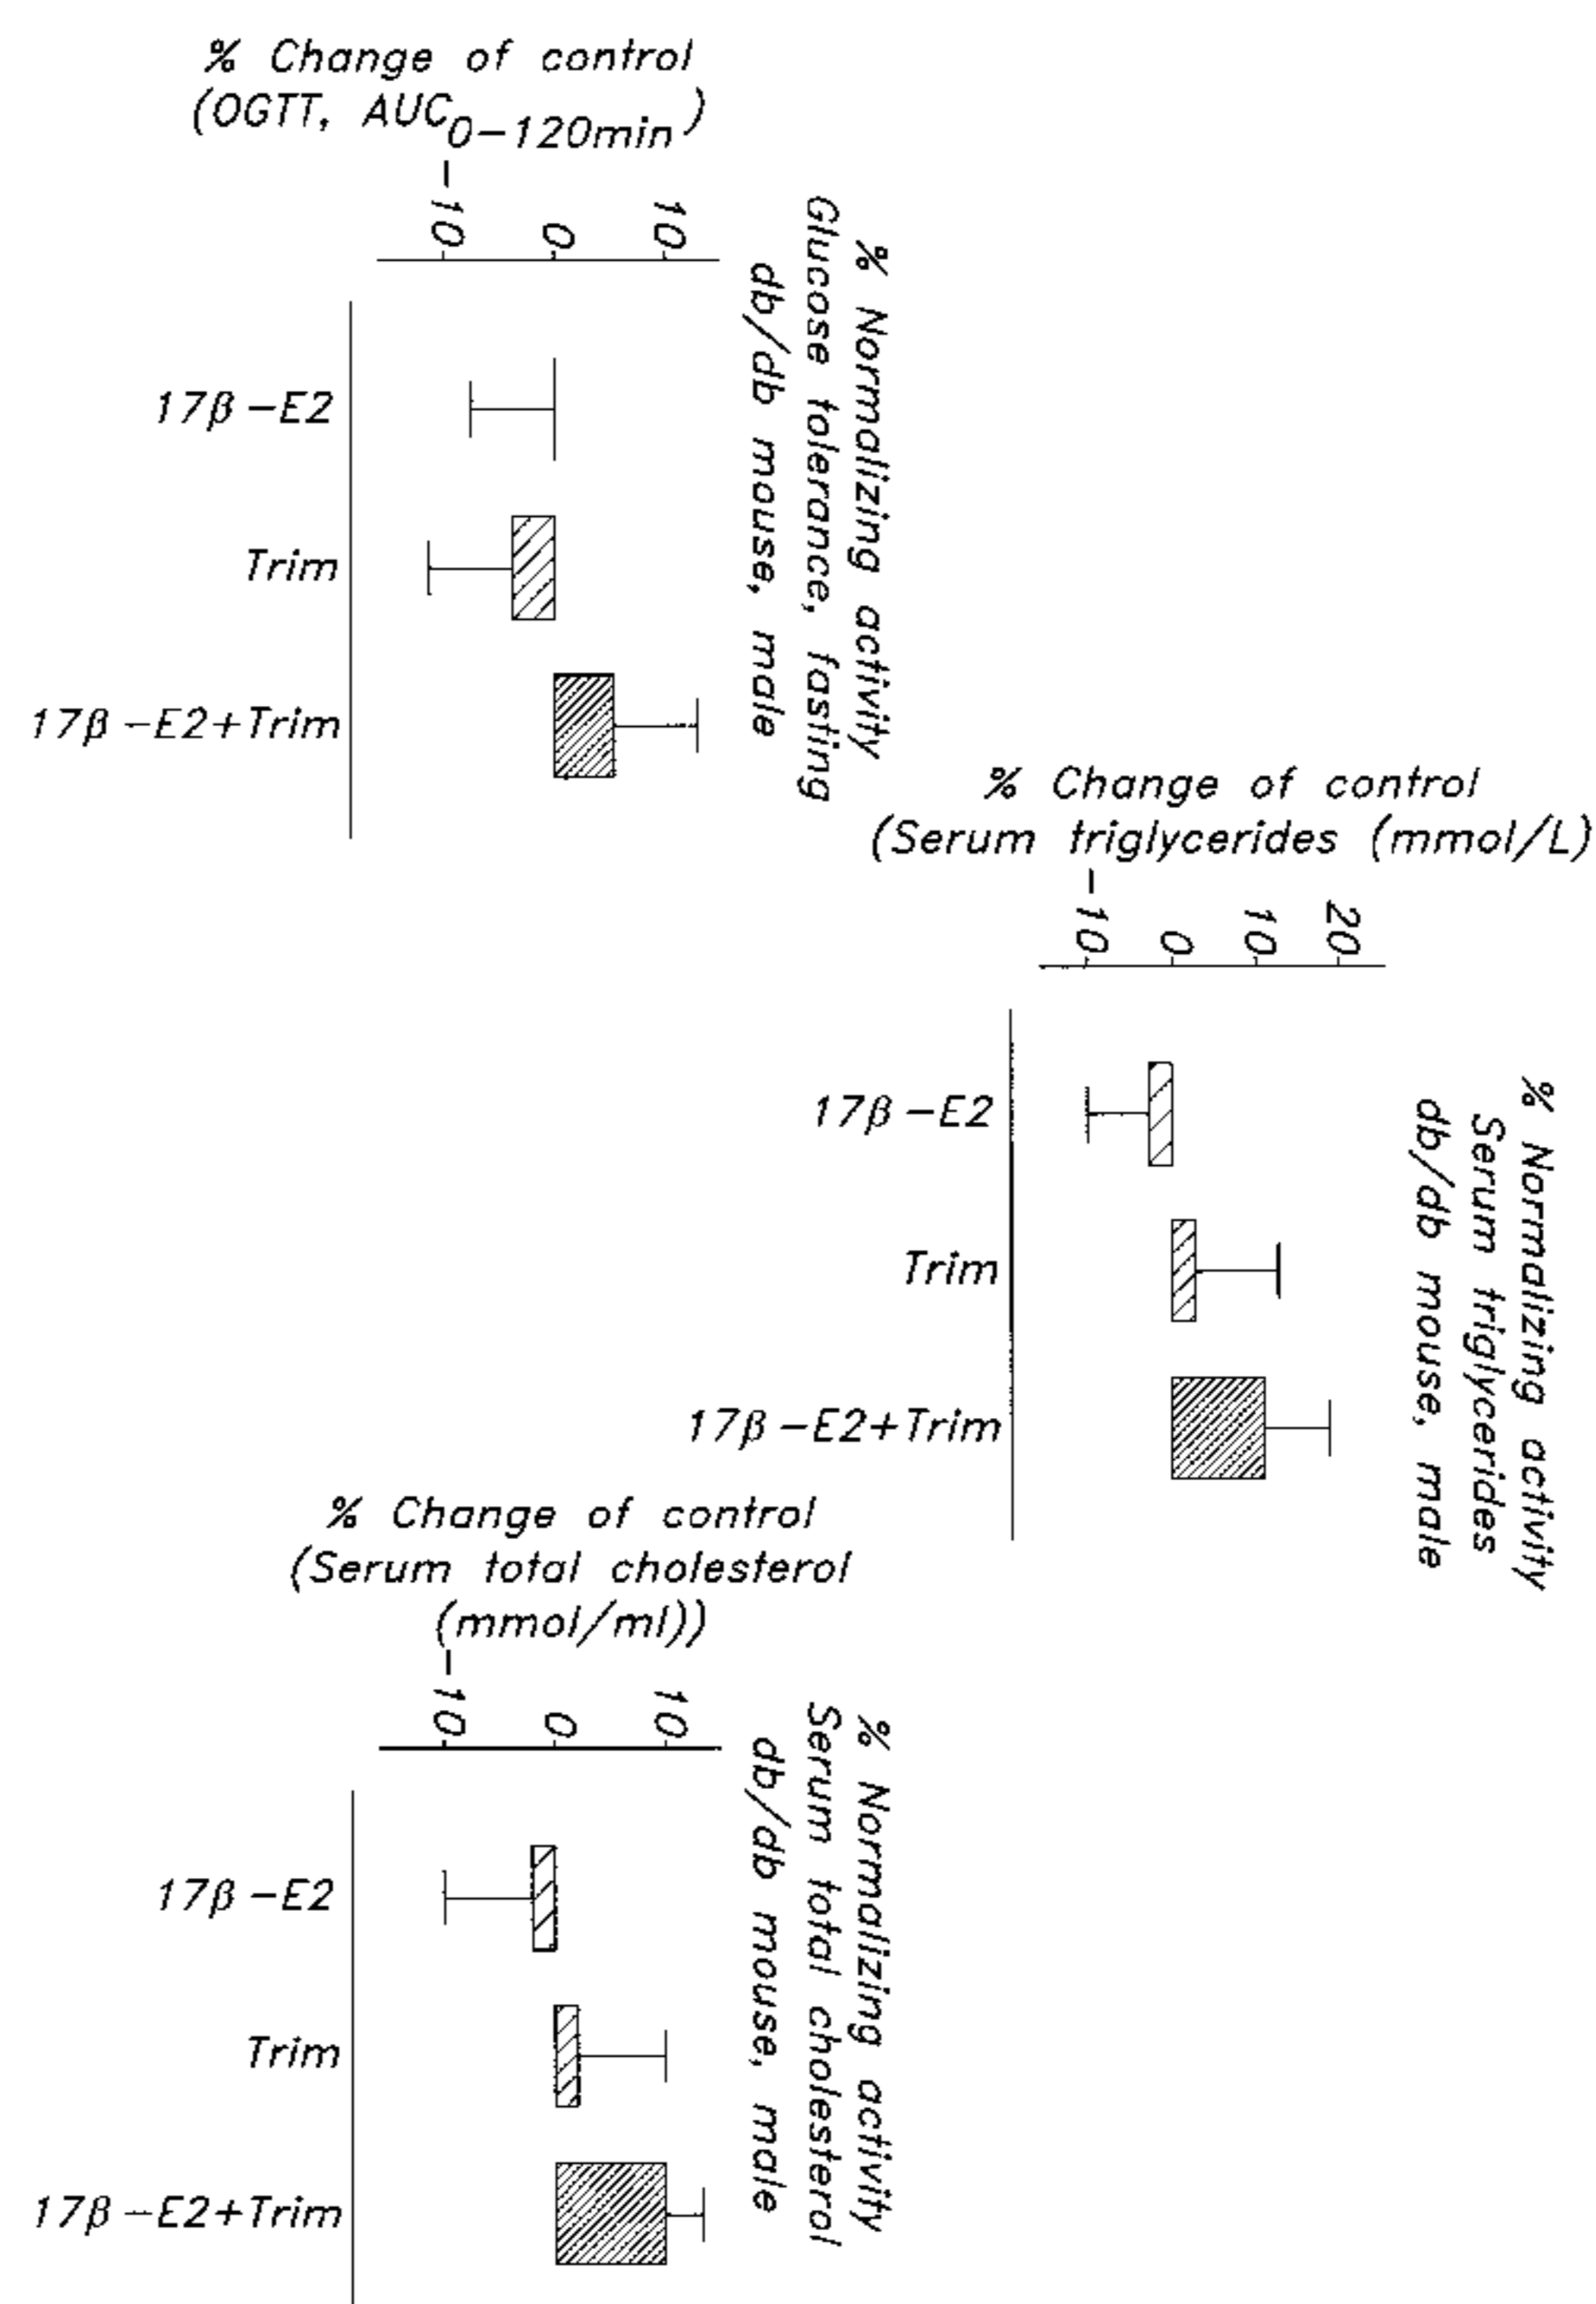 % Change of control
(OGTT, AUC0-120min)
-10
0
10
% Normalizing activity
Glucose tolerance, fasting
db/db mouse, male
17β-E2
Trim
17β-E2+Trim
% Change of control
(Serum triglycerides (mmol/L)
-10
0
10
20
% Normalizing activity
Serum triglycerides
db/db mouse, male
17β-E2
Trim
17β-E2+Trim
% Change of control
(Serum total cholesterol
(mmol/ml))
-10
0
10
% Normalizing activity
Serum total cholesterol
db/db mouse, male
17β-E2
Trim
17β-E2+Trim